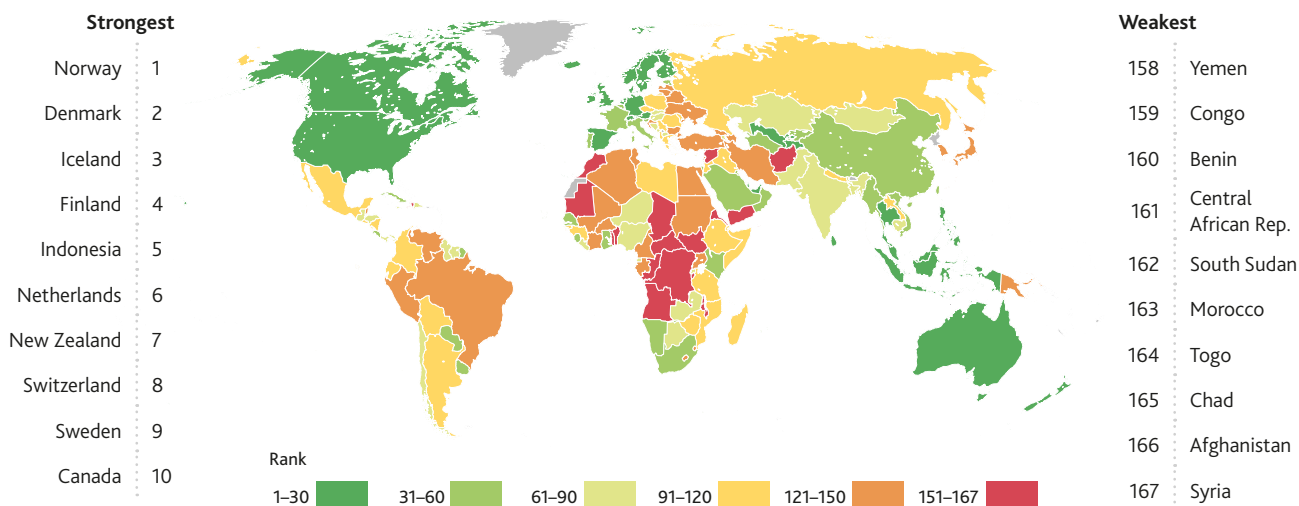 Strongest
Norway 1
Denmark 2
Iceland 3
Finland 4
Indonesia 5
Netherlands 6
New Zealand 7
Switzerland 8
Sweden 9
Canada 10
Rank
1–30
31–60
61–90
91–120
121–150
151–167
Weakest
158 Yemen
159 Congo
160 Benin
161 Central
African Rep.
162 South Sudan
163 Morocco
164 Togo
165 Chad
166 Afghanistan
167 Syria